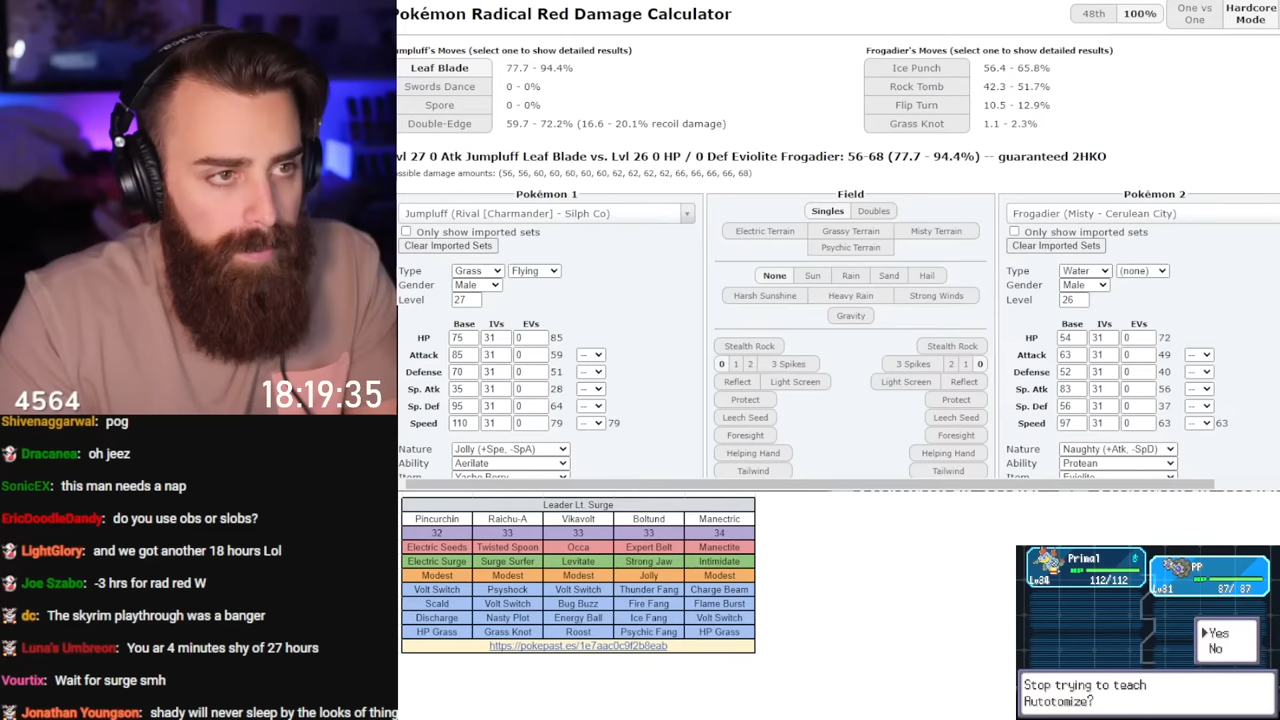 Pokémon Radical Red Damage Calculator
48th
100%
One vs One
Hardcore Mode
umpluff's Moves (select one to show detailed results)
Leaf Blade 77.7 - 94.4%
Swords Dance 0 - 0%
Spore 0 - 0%
Double-Edge 59.7 - 72.2% (16.6 - 20.1% recoil damage)
Frogadier's Moves (select one to show detailed results)
Ice Punch 56.4 - 65.8%
Rock Tomb 42.3 - 51.7%
Flip Turn 10.5 - 12.9%
Grass Knot 1.1 - 2.3%
vl 27 0 Atk Jumpluff Leaf Blade vs. Lvl 26 0 HP / 0 Def Eviolite Frogadier: 56-68 (77.7 - 94.4%) -- guaranteed 2HKO
ossible damage amounts: (56, 56, 60, 60, 60, 60, 60, 62, 62, 62, 62, 66, 66, 66, 66, 68)
Pokémon 1
Jumpluff (Rival [Charmander] - Silph Co)
Only show imported sets
Clear Imported Sets
Type Grass Flying
Gender Male
Level 27
Base IVs EVs
HP 75 31 0 85
Attack 85 31 0 59 --
Defense 70 31 0 51 --
Sp. Atk 35 31 0 28 --
Sp. Def 95 31 0 64 --
Speed 110 31 0 79 -- 79
Nature Jolly (+Spe, -SpA)
Ability Aerilate
Field
Singles Doubles
Electric Terrain Grassy Terrain Misty Terrain
Psychic Terrain
None Sun Rain Sand Hail
Harsh Sunshine Heavy Rain Strong Winds
Gravity
Stealth Rock Stealth Rock
0 1 2 3 Spikes 3 Spikes 2 1 0
Reflect Light Screen Light Screen Reflect
Protect Protect
Leech Seed Leech Seed
Foresight Foresight
Helping Hand Helping Hand
Tailwind Tailwind
Pokémon 2
Frogadier (Misty - Cerulean City)
Only show imported sets
Clear Imported Sets
Type Water (none)
Gender Male
Level 26
Base IVs EVs
HP 54 31 0 72
Attack 63 31 0 49 --
Defense 52 31 0 40 --
Sp. Atk 83 31 0 56 --
Sp. Def 56 31 0 37 --
Speed 97 31 0 63 -- 63
Nature Naughty (+Atk, -SpD)
Ability Protean
4564
18:19:35
Shivenaggarwal: pog
Dracanea: oh jeez
SonicEX: this man needs a nap
EricDoodleDandy: do you use obs or slobs?
LightGlory: and we got another 18 hours Lol
Joe Szabo: -3 hrs for rad red W
dc: The skyrim playthrough was a banger
Luna's Umbreon: You ar 4 minutes shy of 27 hours
Vourtix: Wait for surge smh
Jonathan Youngson: shady will never sleep by the looks of thing
Leader Lt. Surge
Pincurchin Raichu-A Vikavolt Boltund Manectric
32 33 33 33 34
Electric Seeds Twisted Spoon Occa Expert Belt Manectite
Electric Surge Surge Surfer Levitate Strong Jaw Intimidate
Modest Modest Modest Jolly Modest
Volt Switch Psyshock Volt Switch Thunder Fang Charge Beam
Scald Volt Switch Bug Buzz Fire Fang Flame Burst
Discharge Nasty Plot Energy Ball Ice Fang Volt Switch
HP Grass Grass Knot Roost Psychic Fang HP Grass
https://pokepast.es/1e7aac0c9f2b8eab
Primal
HP
Lv34 112/112
PP
HP
Lv31 87/ 87
Yes
No
Stop trying to teach
Autotomize?